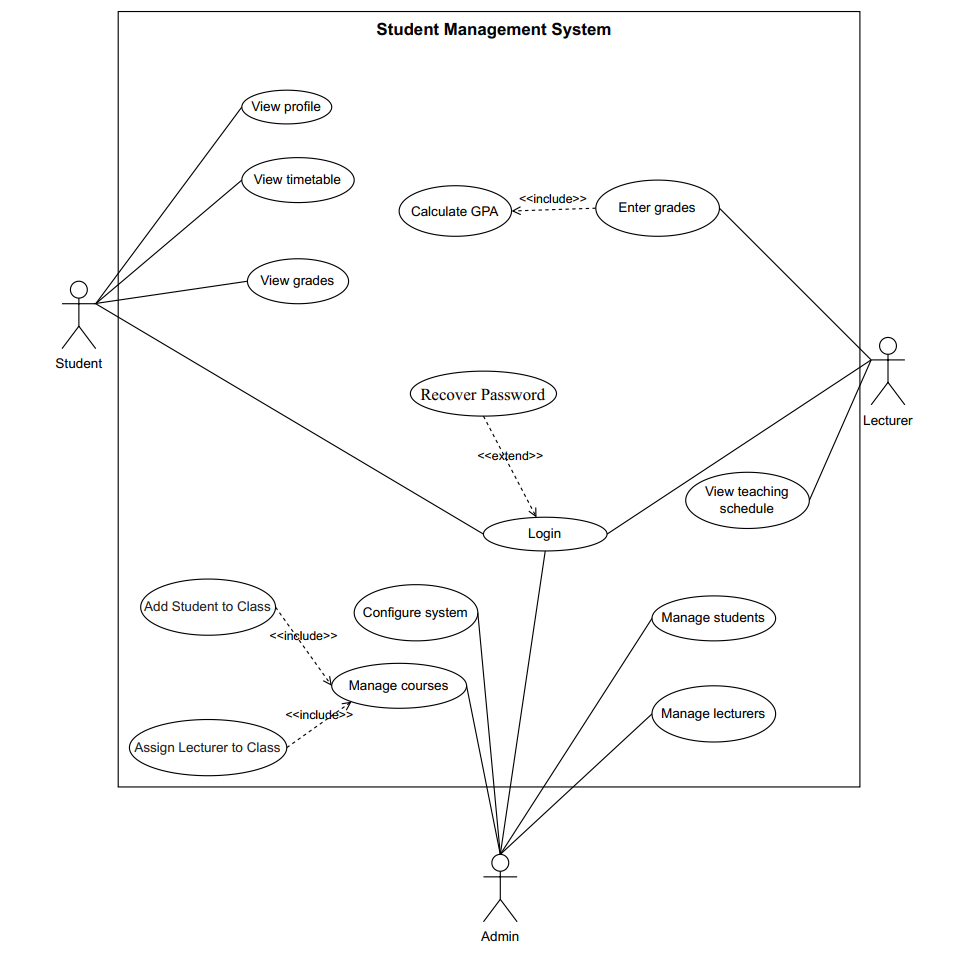 Student Management System
View profile
View timetable
<<include>>
Calculate GPA
Enter grades
View grades
Student
Recover Password
Lecturer
<<extend>>
View teaching
schedule
Login
Add Student to Class
Configure system
Manage students
<<include>>
Manage courses
<<include>>
Manage lecturers
Assign Lecturer to Class
Admin